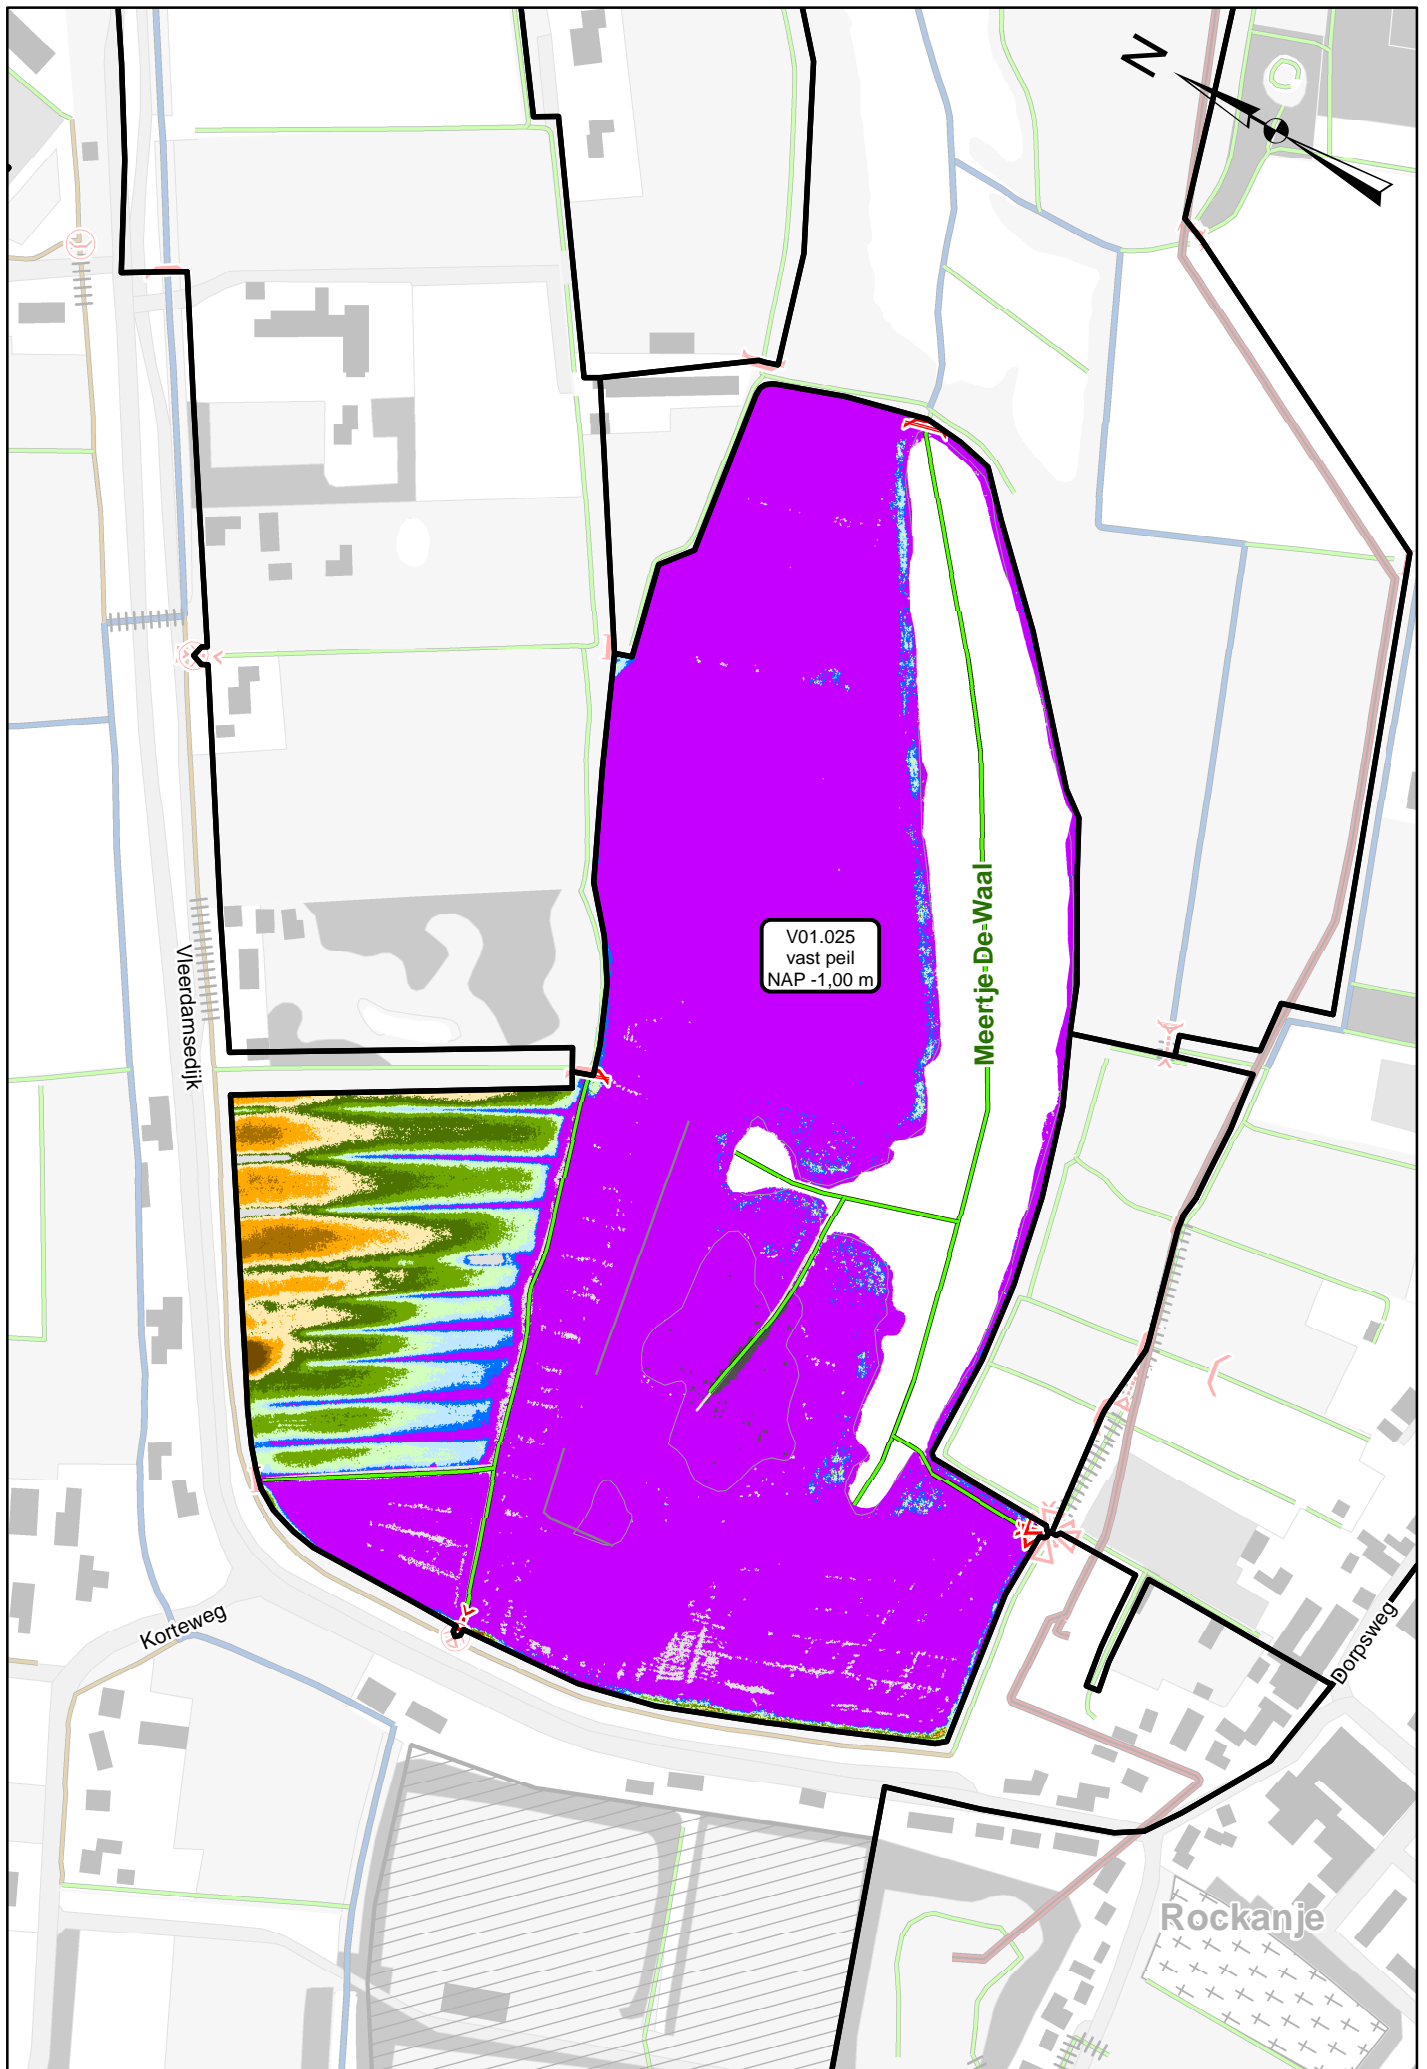 N
V01.025
vast peil
NAP -1,00 m
Meertje-De-Waal
Vleerdamsedijk
Korteweg
Dorpsweg
Rockanje